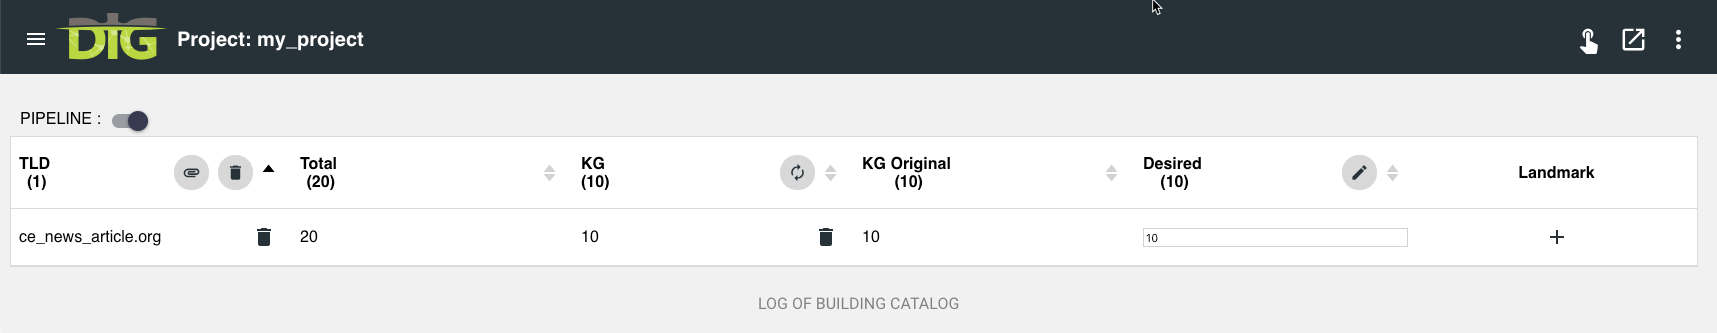 DIG Project: my_project
PIPELINE :
TLD Total KG KG Original Desired Landmark
(1) (20) (10) (10) (10)
ce_news_article.org 20 10 10 10
LOG OF BUILDING CATALOG